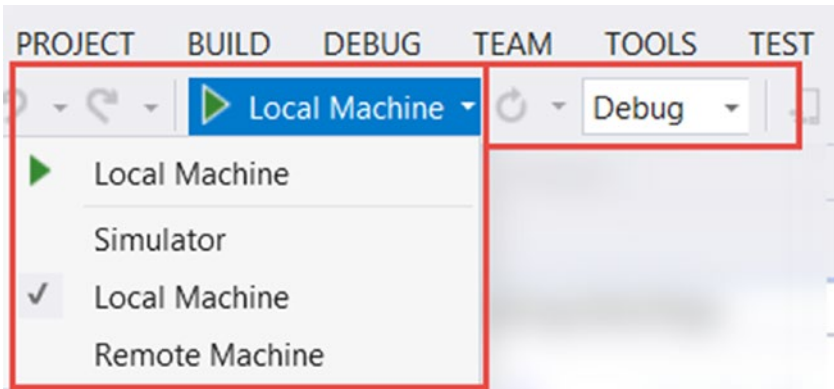 PROJECT BUILD DEBUG TEAM TOOLS TEST
Local Machine Debug
Local Machine
Simulator
Local Machine
Remote Machine